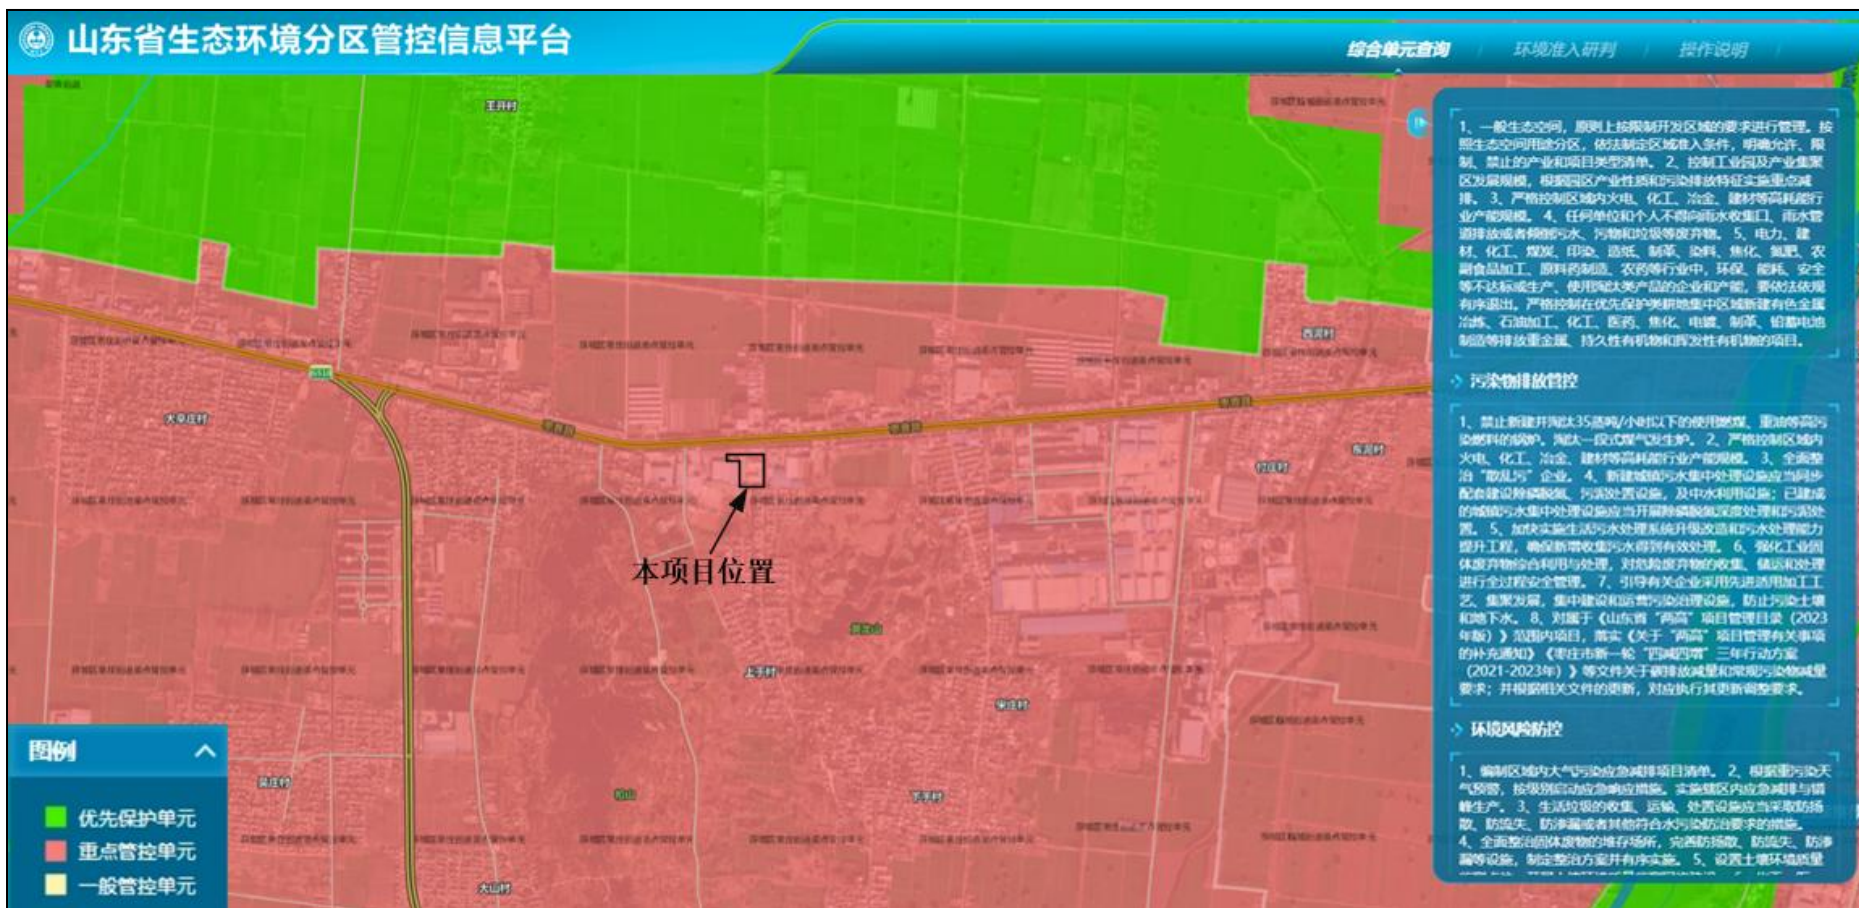 山东省生态环境分区管控信息平台
综合单元查询
环境准入研判
操作说明
1、一般生态空间，原则上按限制开发区域的要求进行管理。按
照生态空间用途分区，依法制定区域准入条件，明确允许、限
制、禁止的产业和项目类型清单。 2、控制工业园及产业集聚
区发展规模，根据园区产业性质和污染排放特征实施重点减
排。 3、严格控制区域内火电、化工、冶金、建材等高耗能行
业产能规模。 4、任何单位和个人不得向雨水收集口、雨水管
道排放或者倾倒污水、污物和垃圾等废弃物。 5、电力、建
材、化工、煤炭、印染、造纸、制革、染料、焦化、氮肥、农
副食品加工、原料药制造、农药等行业中，环保、能耗、安全
等不达标或生产、使用淘汰类产品的企业和产能，要依法依规
有序退出。严格控制在优先保护类耕地集中区域新建有色金属
冶炼、石油加工、化工、医药、焦化、电镀、制革、铅蓄电池
制造等排放重金属、持久性有机物和挥发性有机物的项目。
污染物排放管控
1、禁止新建并淘汰35蒸吨/小时以下的使用燃煤、重油等高污
染燃料的锅炉。淘汰一段式煤气发生炉。 2、严格控制区域内
火电、化工、冶金、建材等高耗能行业产能规模。 3、全面整
治“散乱污”企业。 4、新建城镇污水集中处理设施应当同步
配套建设除磷脱氮、污泥处置设施，及中水利用设施；已建成
的城镇污水集中处理设施应当开展除磷脱氮深度处理和污泥处
置。 5、加快实施生活污水处理系统升级改造和污水处理能力
提升工程，确保新增收集污水得到有效处理。 6、强化工业固
体废弃物综合利用与处理，对危险废弃物的收集、储运和处理
进行全过程安全管理。 7、引导有关企业采用先进适用加工工
艺、集聚发展，集中建设和运营污染治理设施，防止污染土壤
和地下水。 8、对属于《山东省“两高”项目管理目录（2023
年版）》范围内项目，落实《关于“两高”项目管理有关事项
的补充通知》《枣庄市新一轮“四减四增”三年行动方案
（2021-2023年）》等文件关于碳排放减量和常规污染物减量
要求；并根据相关文件的更新，对应执行其更新调整要求。
环境风险防控
1、编制区域内大气污染应急减排项目清单。 2、根据重污染天
气预警，按级别启动应急响应措施。实施辖区内应急减排与错
峰生产。 3、生活垃圾的收集、运输、处置设施应当采取防扬
散、防流失、防渗漏或者其他符合水污染防治要求的措施。
4、全面整治固体废物的堆存场所，完善防扬散、防流失、防渗
漏等设施，制定整治方案并有序实施。 5、设置土壤环境质量
王开村
西泥村
大辛庄村
东泥村
付庄村
本项目位置
上于村
宋庄村
吴庄村
柏山
下于村
大山村
图例
优先保护单元
重点管控单元
一般管控单元